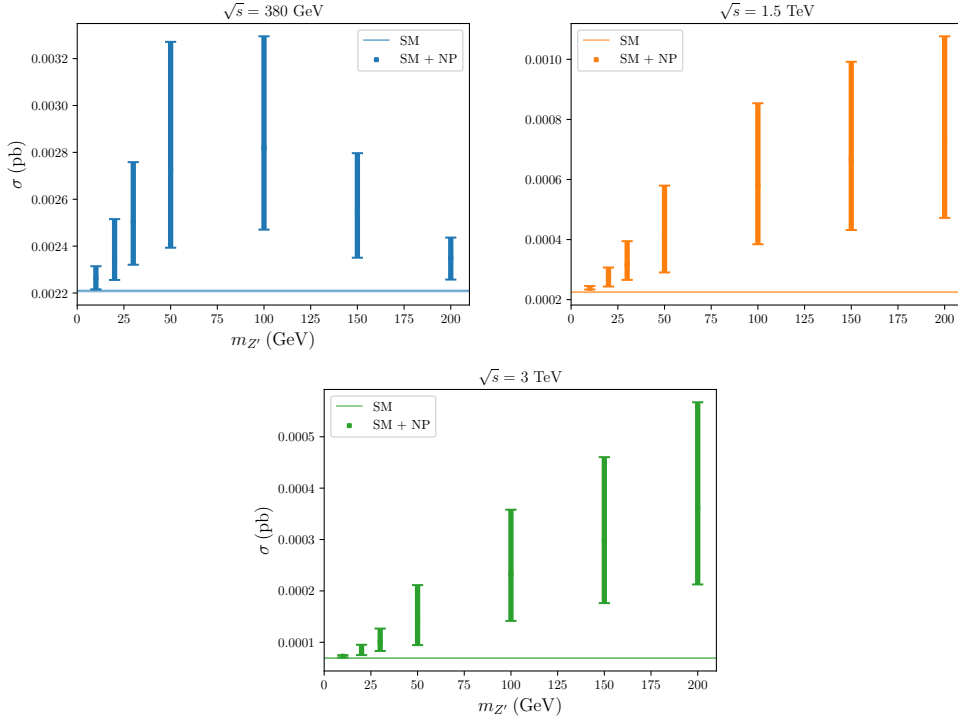 √s = 380 GeV
SM
SM + NP
0.0032
0.0030
0.0028
0.0026
0.0024
0.0022
σ (pb)
0 25 50 75 100 125 150 175 200
m_{Z'} (GeV)
√s = 1.5 TeV
SM
SM + NP
0.0010
0.0008
0.0006
0.0004
0.0002
0 25 50 75 100 125 150 175 200
√s = 3 TeV
SM
SM + NP
0.0005
0.0004
0.0003
0.0002
0.0001
σ (pb)
0 25 50 75 100 125 150 175 200
m_{Z'} (GeV)